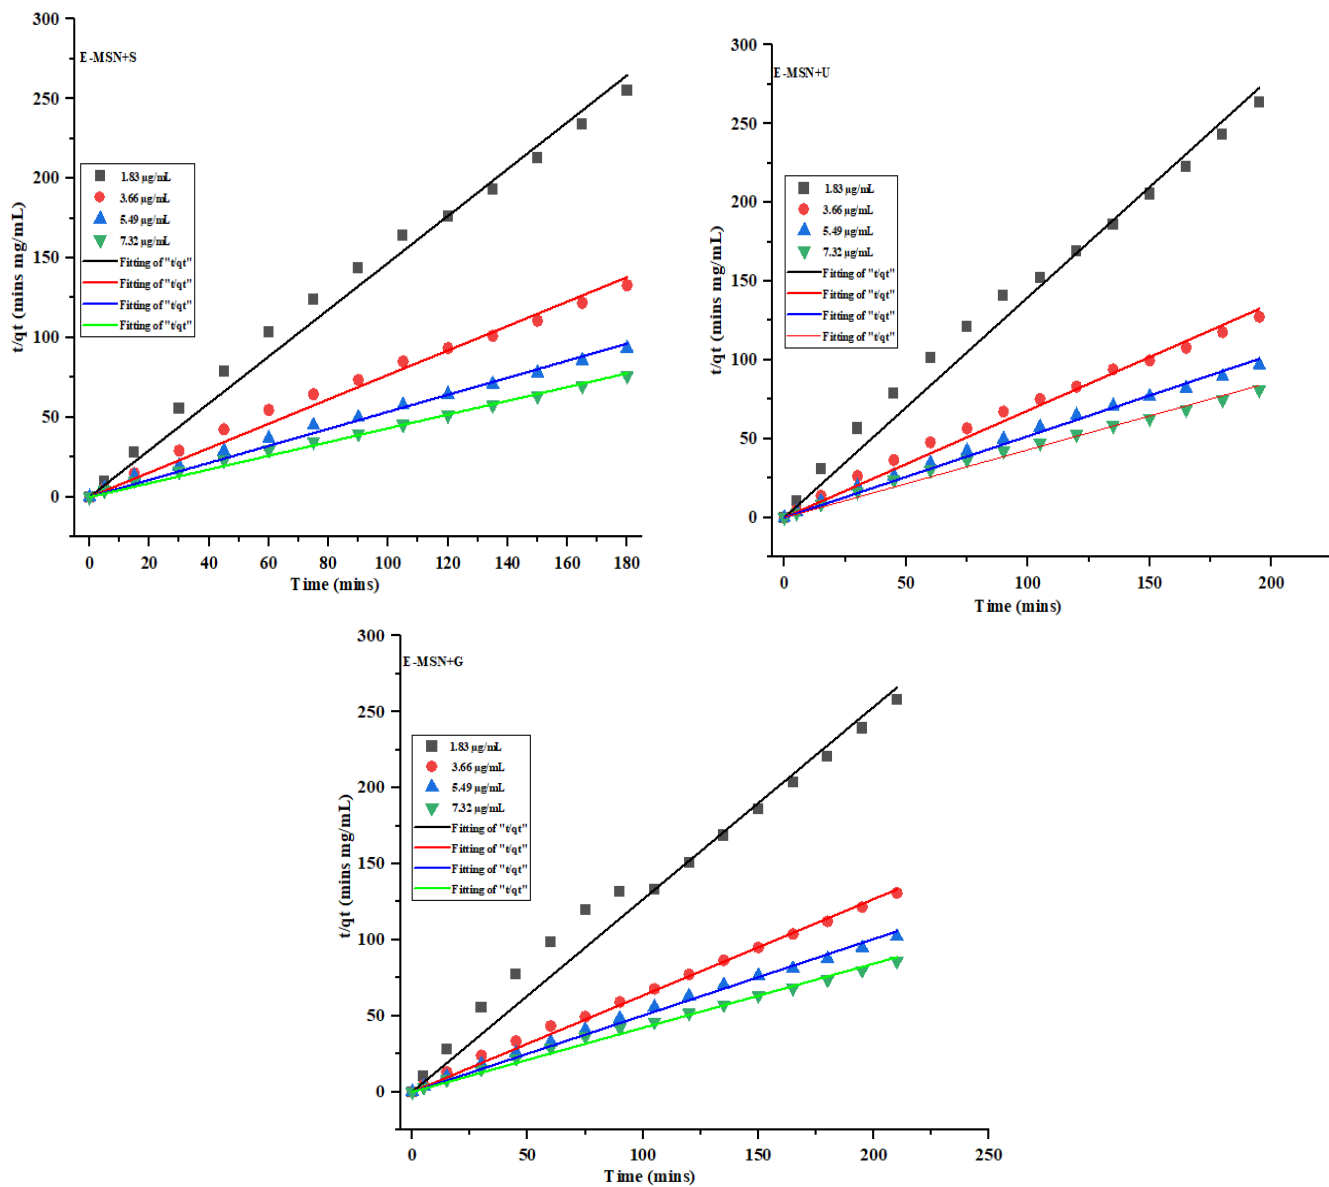 E-MSN+S
t/qt (mins mg/mL)
300
250
200
150
100
50
0
1.83 µg/mL
3.66 µg/mL
5.49 µg/mL
7.32 µg/mL
Fitting of "t/qt"
Fitting of "t/qt"
Fitting of "t/qt"
Fitting of "t/qt"
0 20 40 60 80 100 120 140 160 180
Time (mins)
E-MSN+U
t/qt (mins mg/mL)
300
250
200
150
100
50
0
1.83 µg/mL
3.66 µg/mL
5.49 µg/mL
7.32 µg/mL
Fitting of "t/qt"
Fitting of "t/qt"
Fitting of "t/qt"
Fitting of "t/qt"
0 50 100 150 200
Time (mins)
E-MSN+G
t/qt (mins mg/mL)
300
250
200
150
100
50
0
1.83 µg/mL
3.66 µg/mL
5.49 µg/mL
7.32 µg/mL
Fitting of "t/qt"
Fitting of "t/qt"
Fitting of "t/qt"
Fitting of "t/qt"
0 50 100 150 200 250
Time (mins)